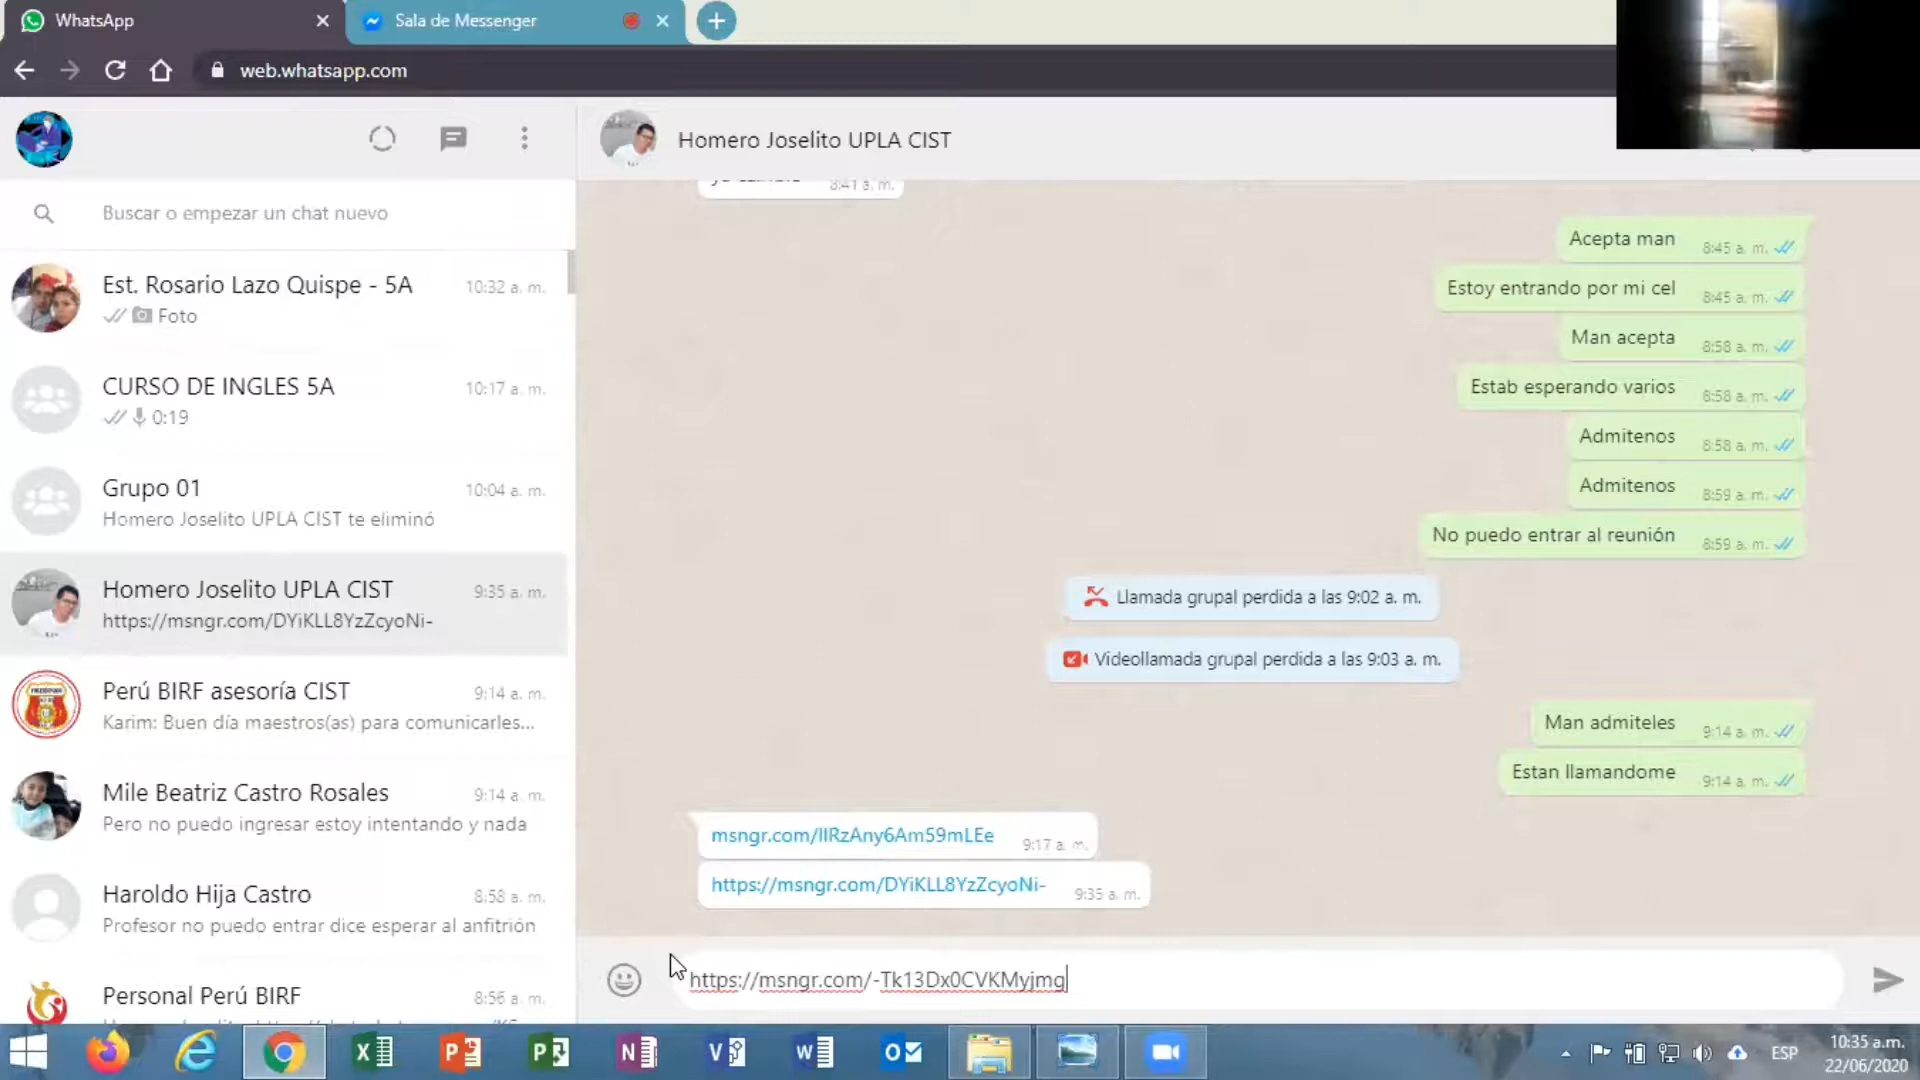 WhatsApp
Sala de Messenger
web.whatsapp.com
Homero Joselito UPLA CIST
Buscar o empezar un chat nuevo
Est. Rosario Lazo Quispe - 5A 10:32 a. m.
Foto
CURSO DE INGLES 5A 10:17 a. m.
0:19
Grupo 01 10:04 a. m.
Homero Joselito UPLA CIST te eliminó
Homero Joselito UPLA CIST 9:35 a. m.
https://msngr.com/DYiKLL8YzZcyoNi-
Perú BIRF asesoría CIST 9:14 a. m.
Karim: Buen día maestros(as) para comunicarles...
Mile Beatriz Castro Rosales 9:14 a. m.
Pero no puedo ingresar estoy intentando y nada
Haroldo Hija Castro 8:58 a. m.
Profesor no puedo entrar dice esperar al anfitrión
Personal Perú BIRF 8:56 a. m.
8:41 a. m.
Acepta man 8:45 a. m.
Estoy entrando por mi cel 8:45 a. m.
Man acepta 8:58 a. m.
Estab esperando varios 8:58 a. m.
Admitenos 8:58 a. m.
Admitenos 8:59 a. m.
No puedo entrar al reunión 8:59 a. m.
Llamada grupal perdida a las 9:02 a. m.
Videollamada grupal perdida a las 9:03 a. m.
Man admiteles 9:14 a. m.
Estan llamandome 9:14 a. m.
msngr.com/lIRzAny6Am59mLEe 9:17 a. m.
https://msngr.com/DYiKLL8YzZcyoNi- 9:35 a. m.
https://msngr.com/-Tk13Dx0CVKMyjmg
ESP
10:35 a.m.
22/06/2020